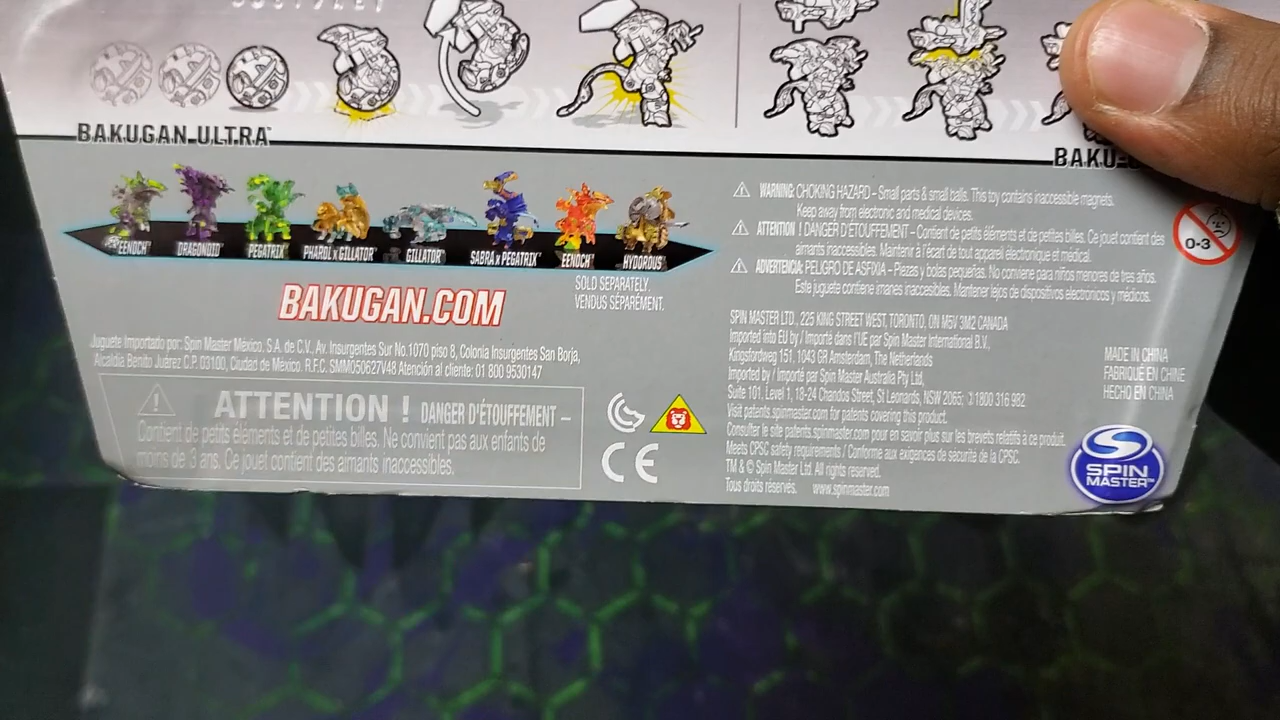 BAKUGAN ULTRA™
EENOCH™
DRAGONOID™
PEGATRIX™
PHAROL x GILLATOR™
GILLATOR™
SABRA x PEGATRIX™
EENOCH™
HYDOROUS™
SOLD SEPARATELY.
VENDUS SÉPARÉMENT.
BAKUGAN.COM
Juguete Importado por: Spin Master México, S.A. de C.V., Av. Insurgentes Sur No.1070 piso 8, Colonia Insurgentes San Borja,
Alcaldía Benito Juárez C.P. 03100, Ciudad de México. R.F.C. SMM050627V48 Atención al cliente: 01 800 9530147
ATTENTION ! DANGER D'ÉTOUFFEMENT –
Contient de petits éléments et de petites billes. Ne convient pas aux enfants de
moins de 3 ans. Ce jouet contient des aimants inaccessibles.
CE
BAKU-
WARNING: CHOKING HAZARD – Small parts & small balls. This toy contains inaccessible magnets.
Keep away from electronic and medical devices.
ATTENTION ! DANGER D'ÉTOUFFEMENT – Contient de petits éléments et de petites billes. Ce jouet contient des
aimants inaccessibles. Maintenir à l'écart de tout appareil électronique et médical.
ADVERTENCIA: PELIGRO DE ASFIXIA – Piezas y bolas pequeñas. No conviene para niños menores de tres años.
Este juguete contiene imanes inaccesibles. Mantener lejos de dispositivos electrónicos y médicos.
0-3
SPIN MASTER LTD., 225 KING STREET WEST, TORONTO, ON M5V 3M2 CANADA
Imported into EU by / Importé dans l'UE par Spin Master International B.V.,
Kingsfordweg 151, 1043 GR Amsterdam, The Netherlands
Imported by / Importé par Spin Master Australia Pty Ltd,
Suite 101, Level 1, 18-24 Chandos Street, St Leonards, NSW 2065; 1800 316 982
Visit patents.spinmaster.com for patents covering this product.
Consulter le site patents.spinmaster.com pour en savoir plus sur les brevets relatifs à ce produit.
Meets CPSC safety requirements / Conforme aux exigences de sécurité de la CPSC.
TM & © Spin Master Ltd. All rights reserved.
Tous droits réservés. www.spinmaster.com
MADE IN CHINA
FABRIQUÉ EN CHINE
HECHO EN CHINA
SPIN
MASTER™